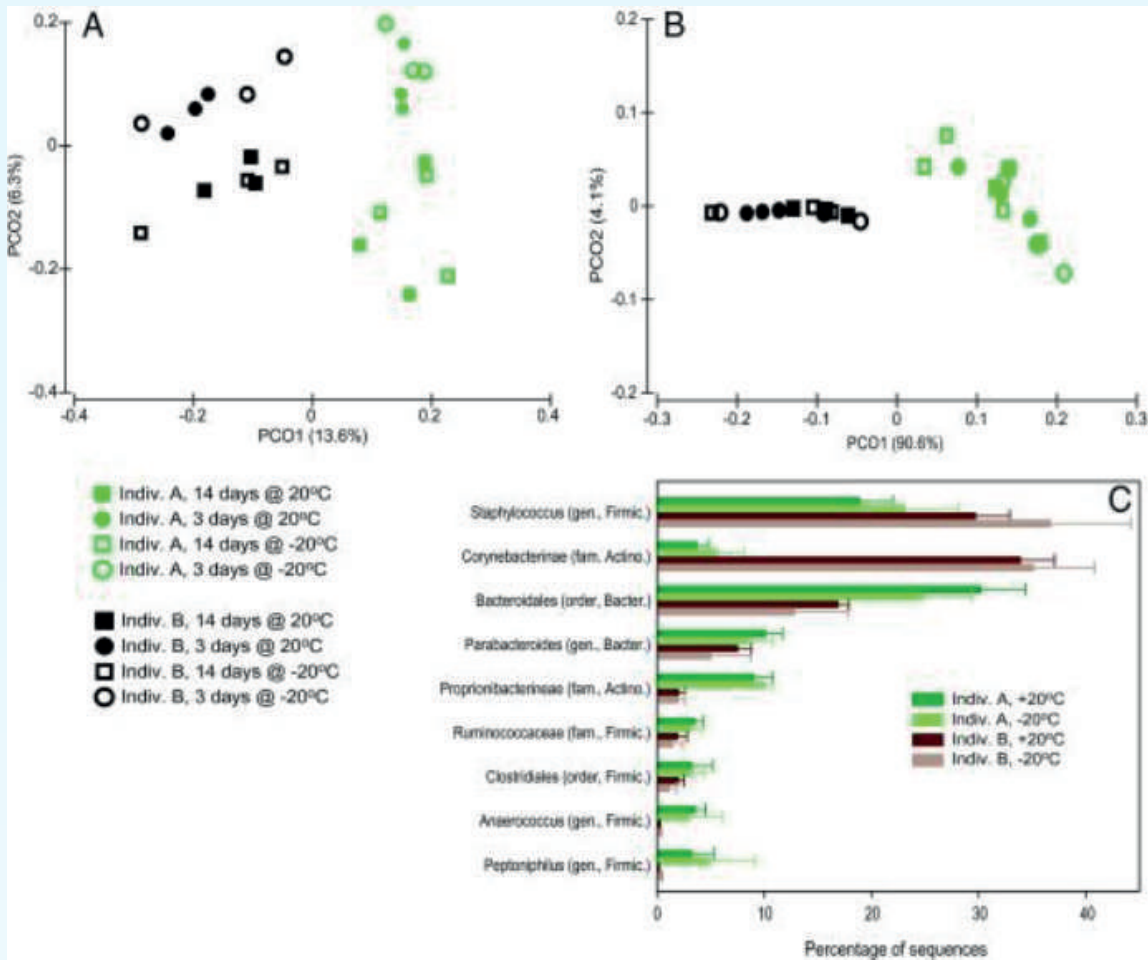 A
0.2
0
-0.2
-0.4
PCO2 (6.3%)
-0.4
-0.2
0
0.2
0.4
PCO1 (13.6%)
B
0.2
0.1
0
-0.1
-0.2
PCO2 (4.1%)
-0.3
-0.2
-0.1
0
0.1
0.2
0.3
PCO1 (90.6%)
Indiv. A, 14 days @ 20ºC
Indiv. A, 3 days @ 20ºC
Indiv. A, 14 days @ -20ºC
Indiv. A, 3 days @ -20ºC
Indiv. B, 14 days @ 20ºC
Indiv. B, 3 days @ 20ºC
Indiv. B, 14 days @ -20ºC
Indiv. B, 3 days @ -20ºC
C
Staphylococcus (gen., Firmic.)
Corynebacterinae (fam. Actino.)
Bacteroidales (order, Bacter.)
Parabacteroides (gen., Bacter.)
Proprionibacterineae (fam., Actino.)
Ruminococcaceae (fam., Firmic.)
Clostridiales (order, Firmic.)
Anaerococcus (gen., Firmic.)
Peptoniphilus (gen., Firmic.)
Indiv. A, +20ºC
Indiv. A, -20ºC
Indiv. B, +20ºC
Indiv. B, -20ºC
0
10
20
30
40
Percentage of sequences